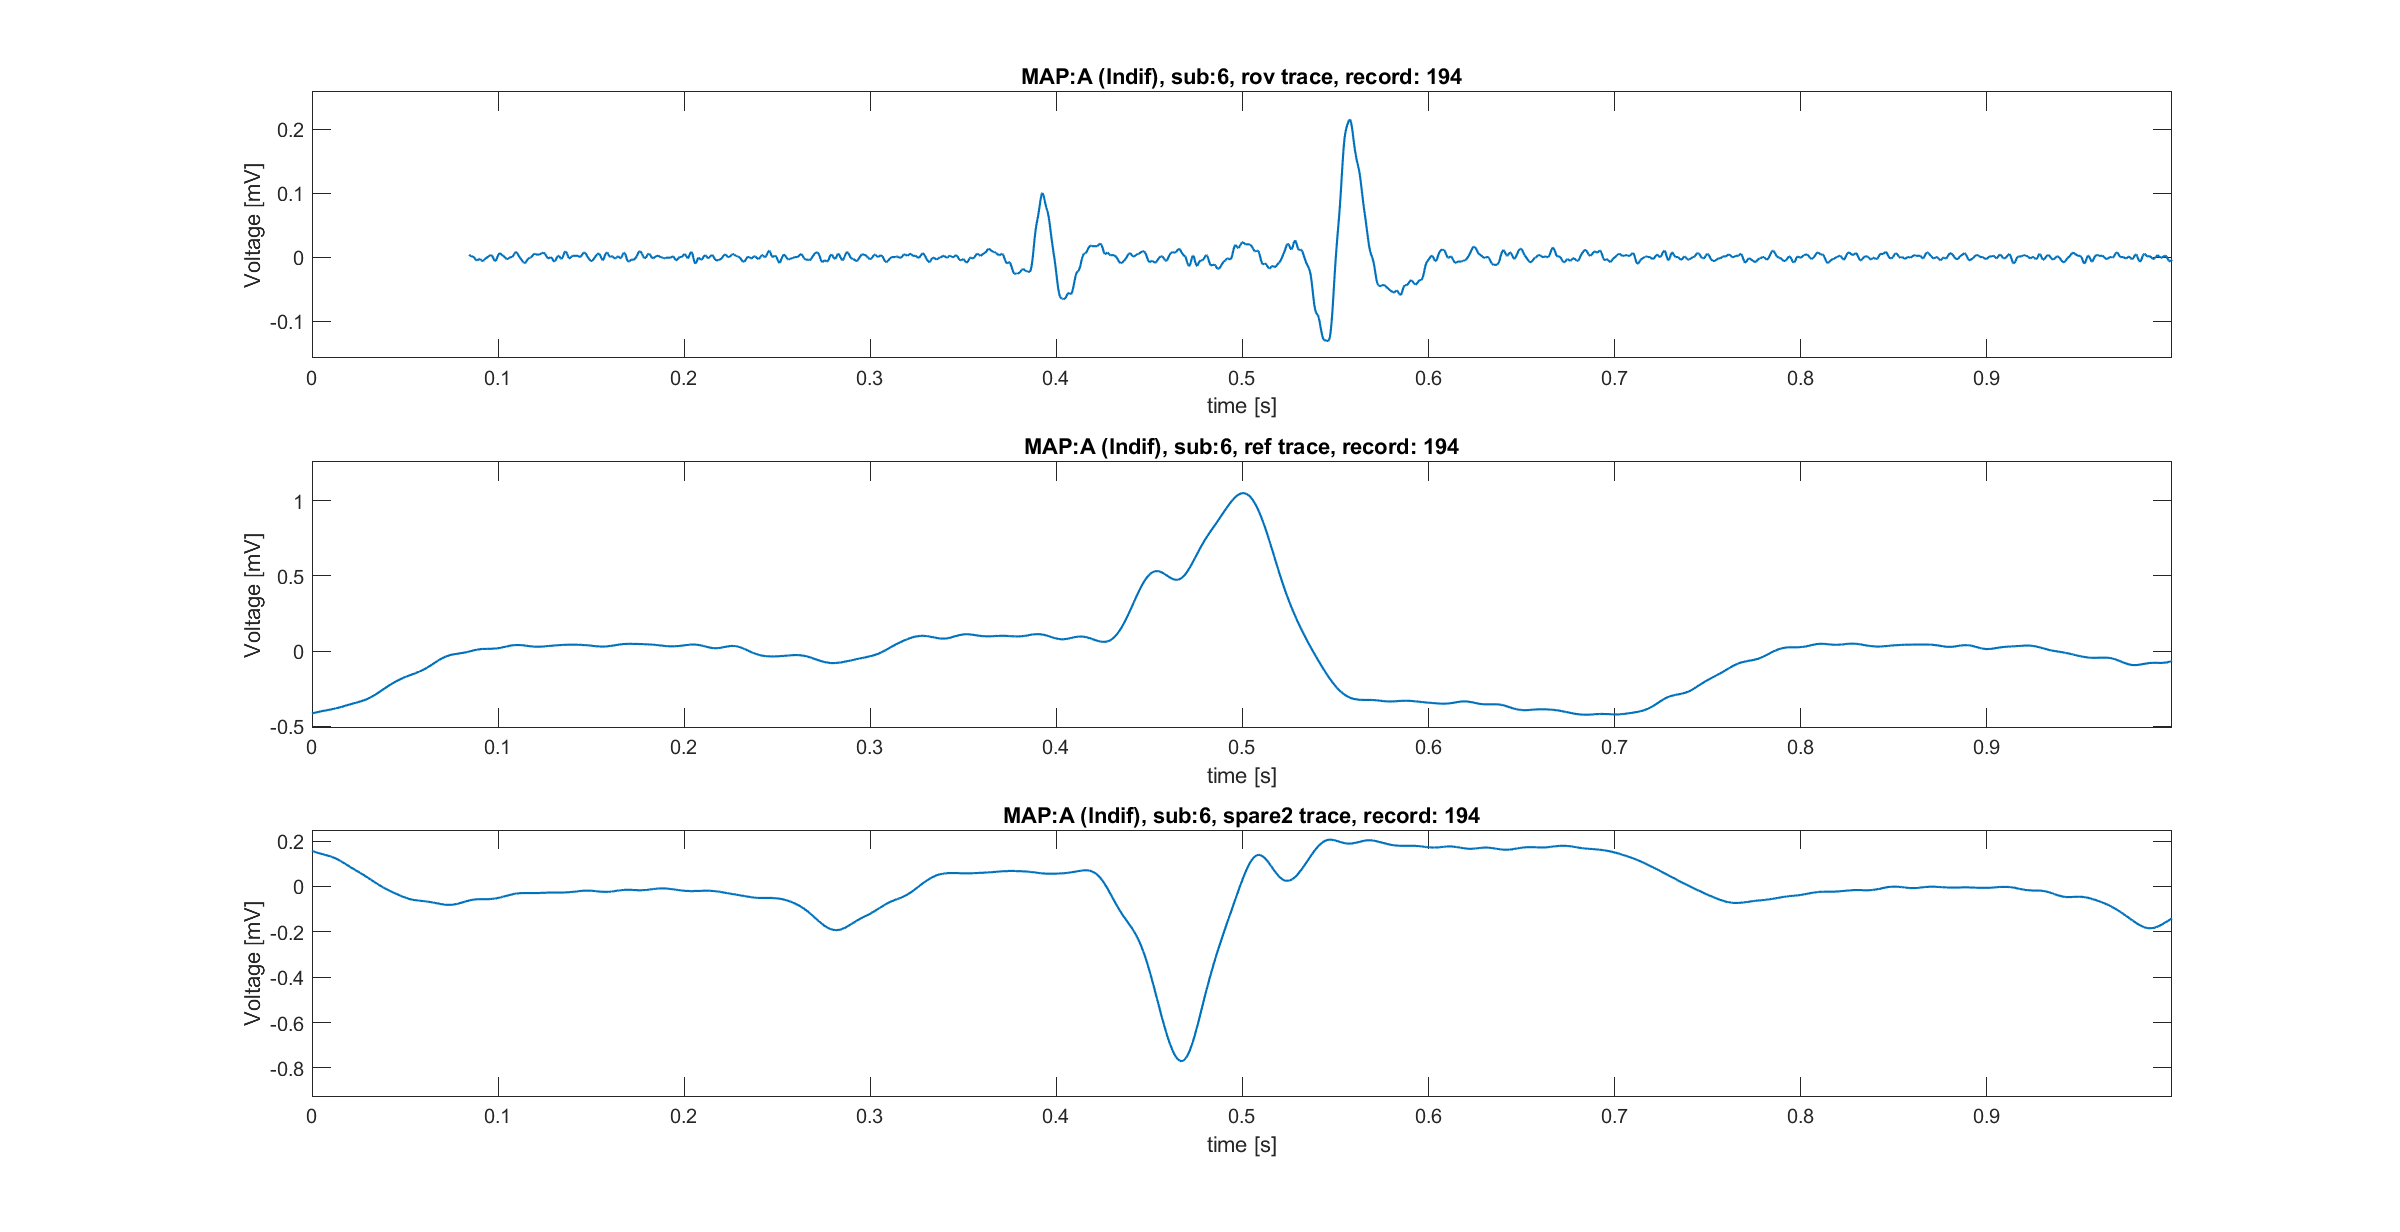 MAP:A (Indif), sub:6, rov trace, record: 194
Voltage [mV]
0.2
0.1
0
-0.1
0 0.1 0.2 0.3 0.4 0.5 0.6 0.7 0.8 0.9
time [s]
MAP:A (Indif), sub:6, ref trace, record: 194
Voltage [mV]
1
0.5
0
-0.5
0 0.1 0.2 0.3 0.4 0.5 0.6 0.7 0.8 0.9
time [s]
MAP:A (Indif), sub:6, spare2 trace, record: 194
Voltage [mV]
0.2
0
-0.2
-0.4
-0.6
-0.8
0 0.1 0.2 0.3 0.4 0.5 0.6 0.7 0.8 0.9
time [s]